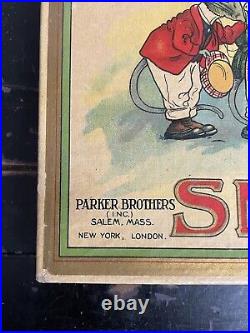 PARKER BROTHERS
(INC.)
SALEM, MASS.
NEW YORK, LONDON.